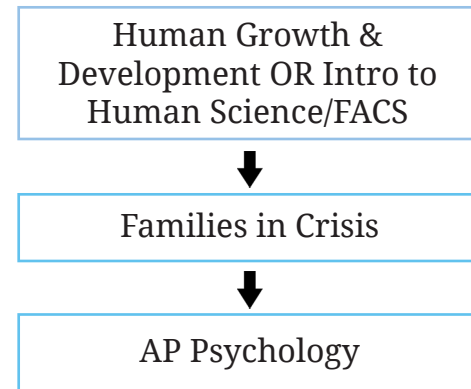 Human Growth &
Development OR Intro to
Human Science/FACS
Families in Crisis
AP Psychology